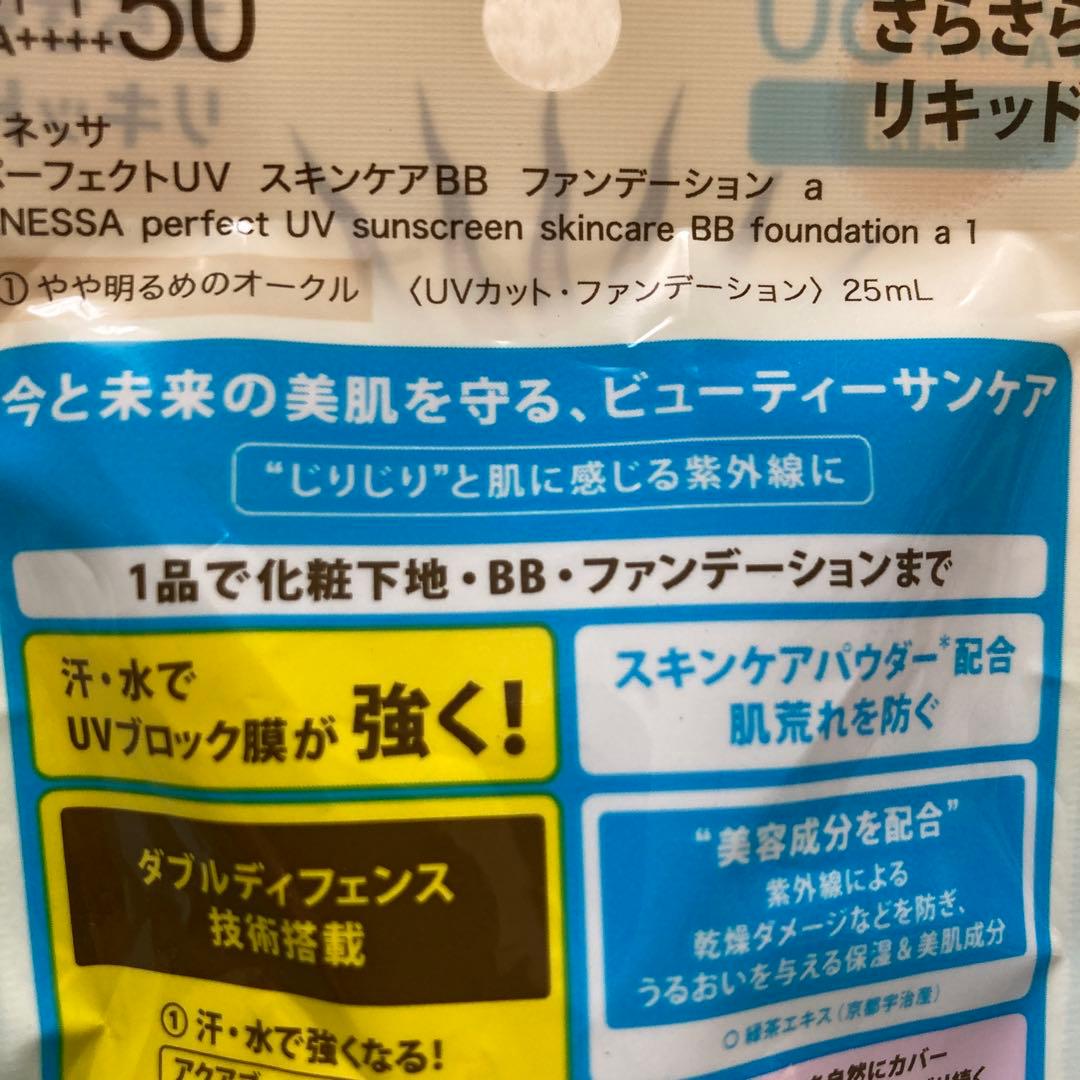 A++++50
さらさら
リキッド
ネッサ
パーフェクトUV スキンケアBB ファンデーション a
NESSA perfect UV sunscreen skincare BB foundation a 1
① やや明るめのオークル 〈UVカット・ファンデーション〉 25mL
今と未来の美肌を守る、ビューティーサンケア
“じりじり”と肌に感じる紫外線に
1品で化粧下地・BB・ファンデーションまで
汗・水で
UVブロック膜が強く!
スキンケアパウダー*配合
肌荒れを防ぐ
ダブルディフェンス
技術搭載
① 汗・水で強くなる!
“美容成分を配合”
紫外線による
乾燥ダメージなどを防ぎ、
うるおいを与える保湿&美肌成分
○ 緑茶エキス (京都宇治産)
自然にカバー